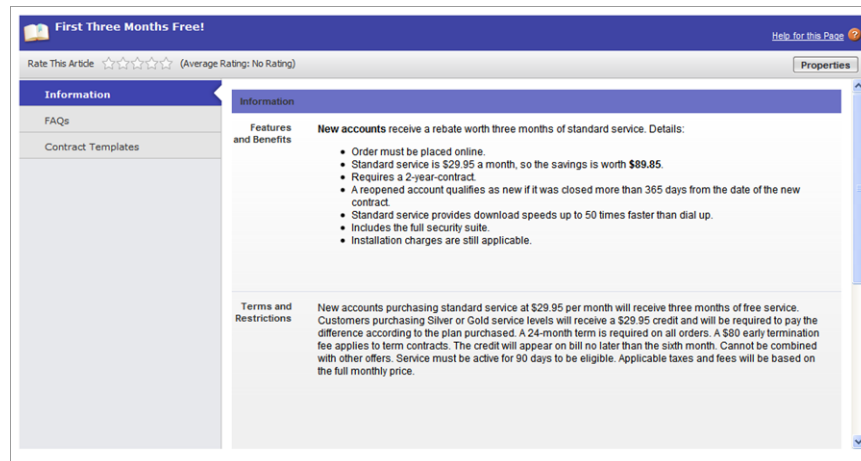 First Three Months Free!
Help for this Page
Rate This Article (Average Rating: No Rating)
Properties
Information
FAQs
Contract Templates
Information
Features
and Benefits
New accounts receive a rebate worth three months of standard service. Details:
Order must be placed online.
Standard service is $29.95 a month, so the savings is worth $89.85.
Requires a 2-year-contract.
A reopened account qualifies as new if it was closed more than 365 days from the date of the new
contract.
Standard service provides download speeds up to 50 times faster than dial up.
Includes the full security suite.
Installation charges are still applicable.
Terms and
Restrictions
New accounts purchasing standard service at $29.95 per month will receive three months of free service.
Customers purchasing Silver or Gold service levels will receive a $29.95 credit and will be required to pay the
difference according to the plan purchased. A 24-month term is required on all orders. A $80 early termination
fee applies to term contracts. The credit will appear on bill no later than the sixth month. Cannot be combined
with other offers. Service must be active for 90 days to be eligible. Applicable taxes and fees will be based on
the full monthly price.